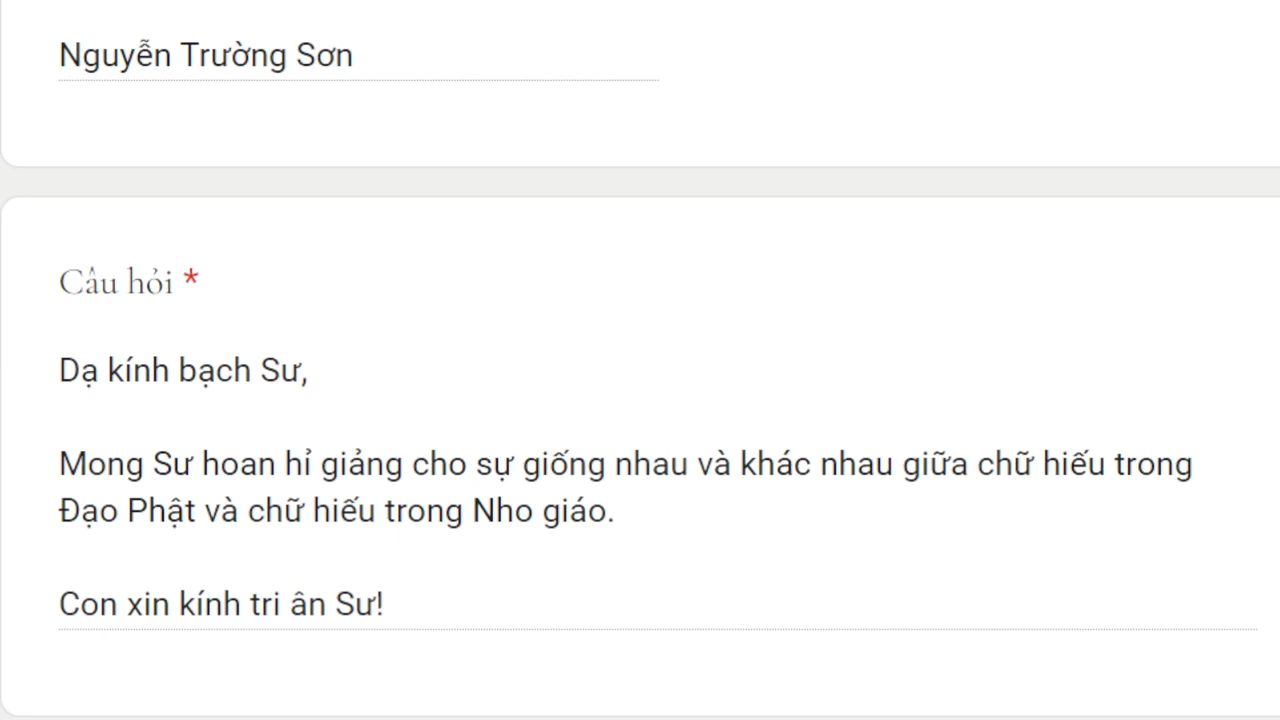 Nguyễn Trường Sơn
Câu hỏi *
Dạ kính bạch Sư,
Mong Sư hoan hỉ giảng cho sự giống nhau và khác nhau giữa chữ hiếu trong
Đạo Phật và chữ hiếu trong Nho giáo.
Con xin kính tri ân Sư!